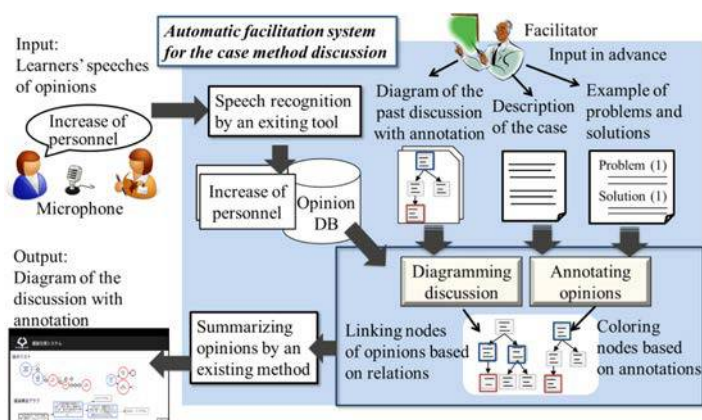 Input:
Learners' speeches
of opinions
Increase of
personnel
Microphone
Automatic facilitation system
for the case method discussion
Facilitator
Input in advance
Speech recognition
by an exiting tool
Diagram of the
past discussion
with annotation
Description
of the case
Example of
problems and
solutions
Problem (1)
Solution (1)
Increase of
personnel
Opinion
DB
Diagramming
discussion
Annotating
opinions
Output:
Diagram of the
discussion with
annotation
Summarizing
opinions by an
existing method
Linking nodes
of opinions based
on relations
Coloring
nodes based
on annotations